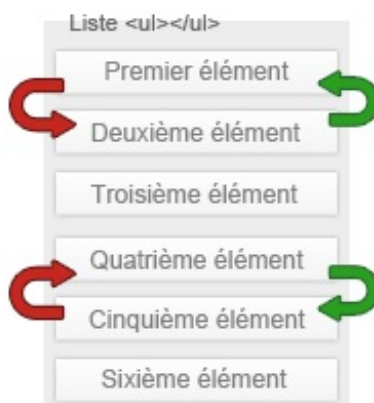 Liste <ul></ul>
Premier élément
Deuxième élément
Troisième élément
Quatrième élément
Cinquième élément
Sixième élément